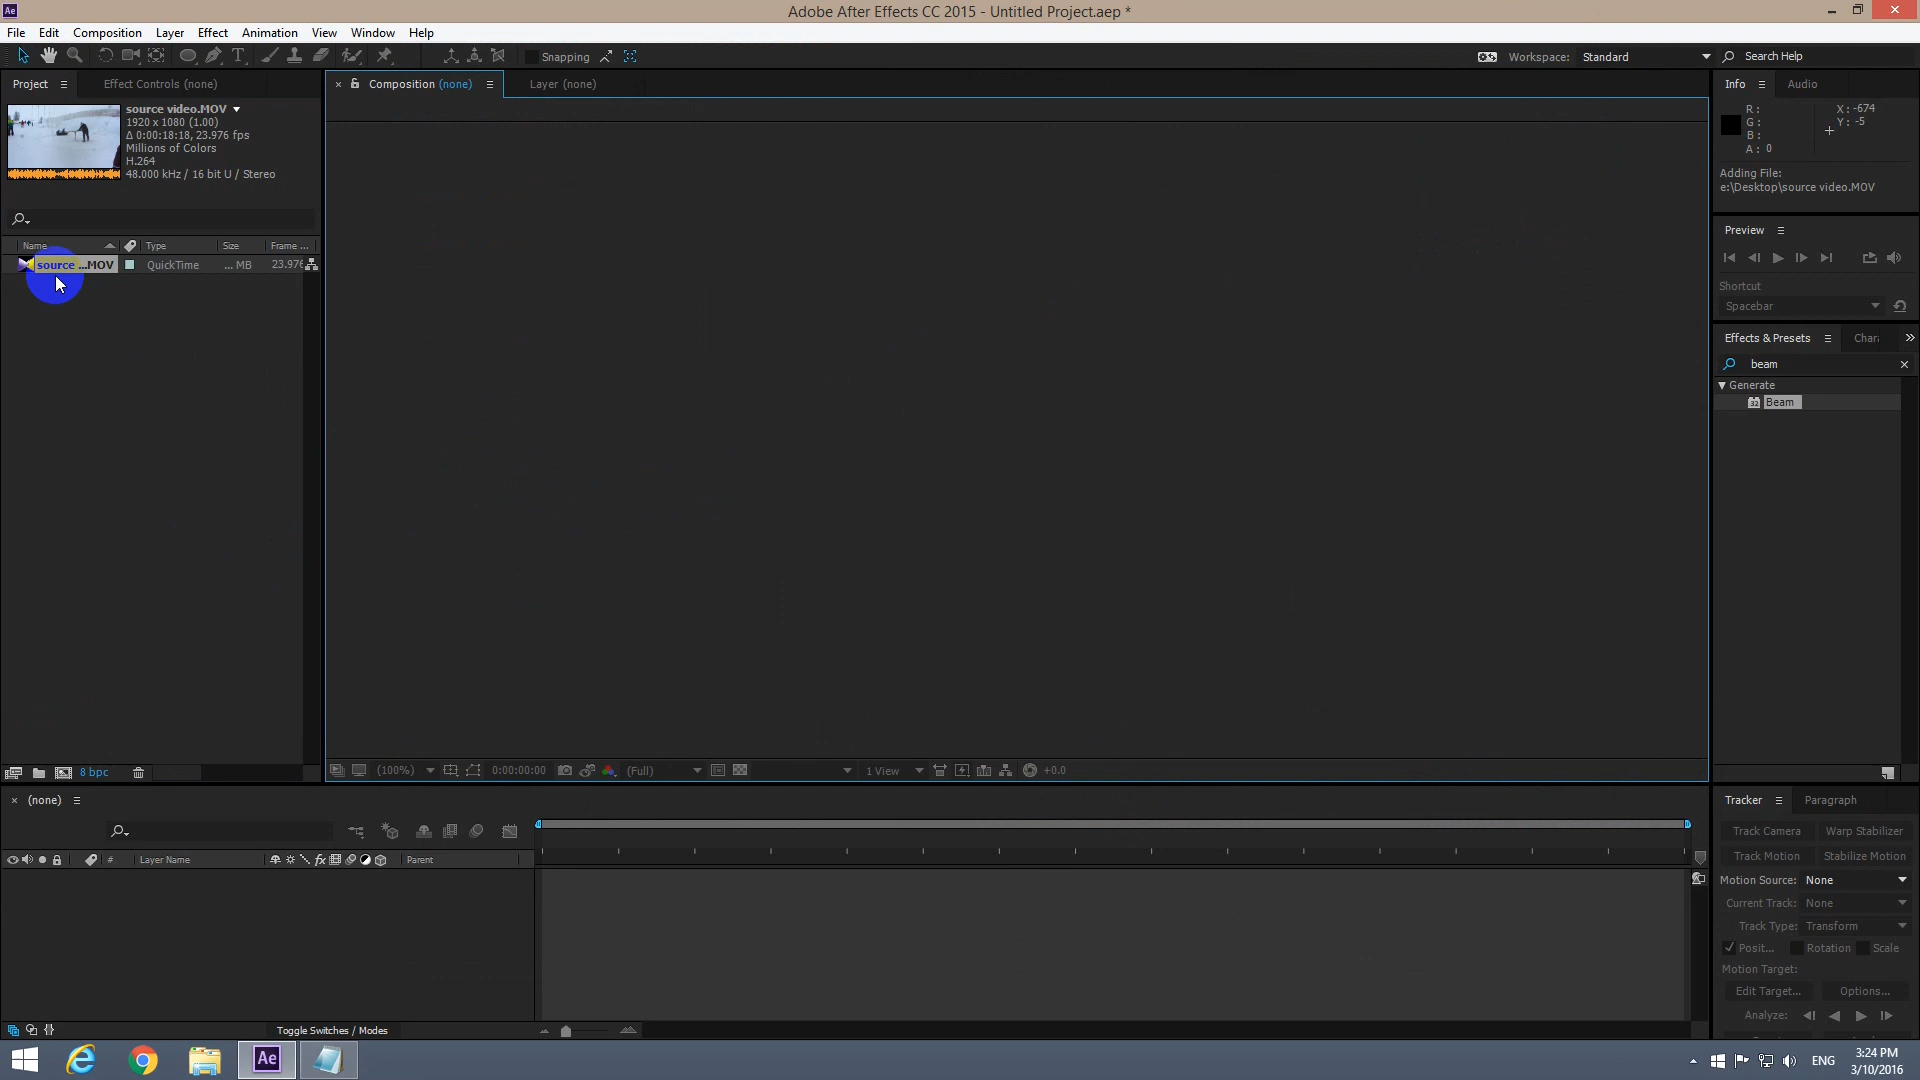 Ae
Adobe After Effects CC 2015 - Untitled Project.aep *
File Edit Composition Layer Effect Animation View Window Help
Snapping
Workspace: Standard
Search Help
Project
Effect Controls (none)
Composition (none)
Layer (none)
Info
Audio
source video.MOV
1920 x 1080 (1.00)
Δ 0:00:18:18, 23.976 fps
Millions of Colors
H.264
48.000 kHz / 16 bit U / Stereo
R:
G:
B:
A: 0
X: -674
Y: -5
Adding File:
e:\Desktop\source video.MOV
Preview
Shortcut
Spacebar
Name Type Size Frame ...
source ...MOV QuickTime ... MB 23.976
Effects & Presets
Char
beam
Generate
32 Beam
8 bpc
(100%) 0:00:00:00 (Full) 1 View +0.0
(none)
# Layer Name fx Parent
Toggle Switches / Modes
Tracker
Paragraph
Track Camera Warp Stabilizer
Track Motion Stabilize Motion
Motion Source: None
Current Track: None
Track Type: Transform
Posit... Rotation Scale
Motion Target:
Edit Target... Options...
Analyze:
Ae
ENG
3:24 PM
3/10/2016